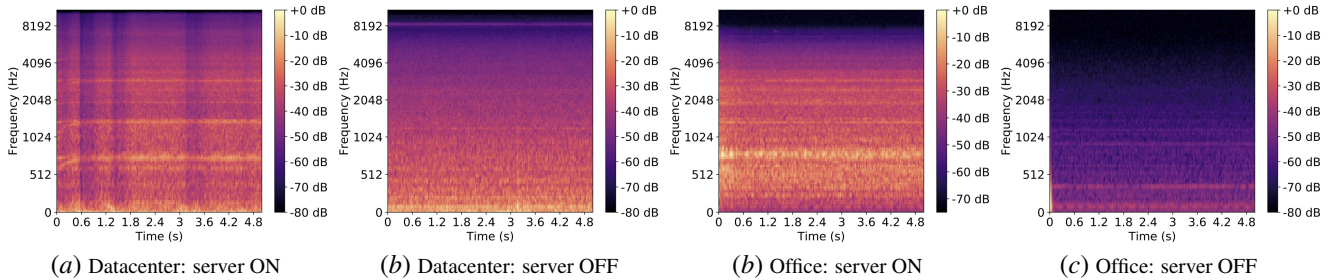 +0 dB
8192
-10 dB
4096
-20 dB
-30 dB
2048
-40 dB
1024
-50 dB
-60 dB
512
-70 dB
0
-80 dB
0 0.6 1.2 1.8 2.4 3 3.6 4.2 4.8
Frequency (Hz)
Time (s)
(a) Datacenter: server ON
+0 dB
8192
-10 dB
4096
-20 dB
-30 dB
2048
-40 dB
1024
-50 dB
-60 dB
512
-70 dB
0
-80 dB
0 0.6 1.2 1.8 2.4 3 3.6 4.2 4.8
Frequency (Hz)
Time (s)
(b) Datacenter: server OFF
+0 dB
8192
-10 dB
4096
-20 dB
-30 dB
2048
-40 dB
1024
-50 dB
512
-60 dB
-70 dB
0
0 0.6 1.2 1.8 2.4 3 3.6 4.2 4.8
Frequency (Hz)
Time (s)
(b) Office: server ON
+0 dB
8192
-10 dB
4096
-20 dB
-30 dB
2048
-40 dB
1024
-50 dB
-60 dB
512
-70 dB
0
-80 dB
0 0.6 1.2 1.8 2.4 3 3.6 4.2 4.8
Frequency (Hz)
Time (s)
(c) Office: server OFF